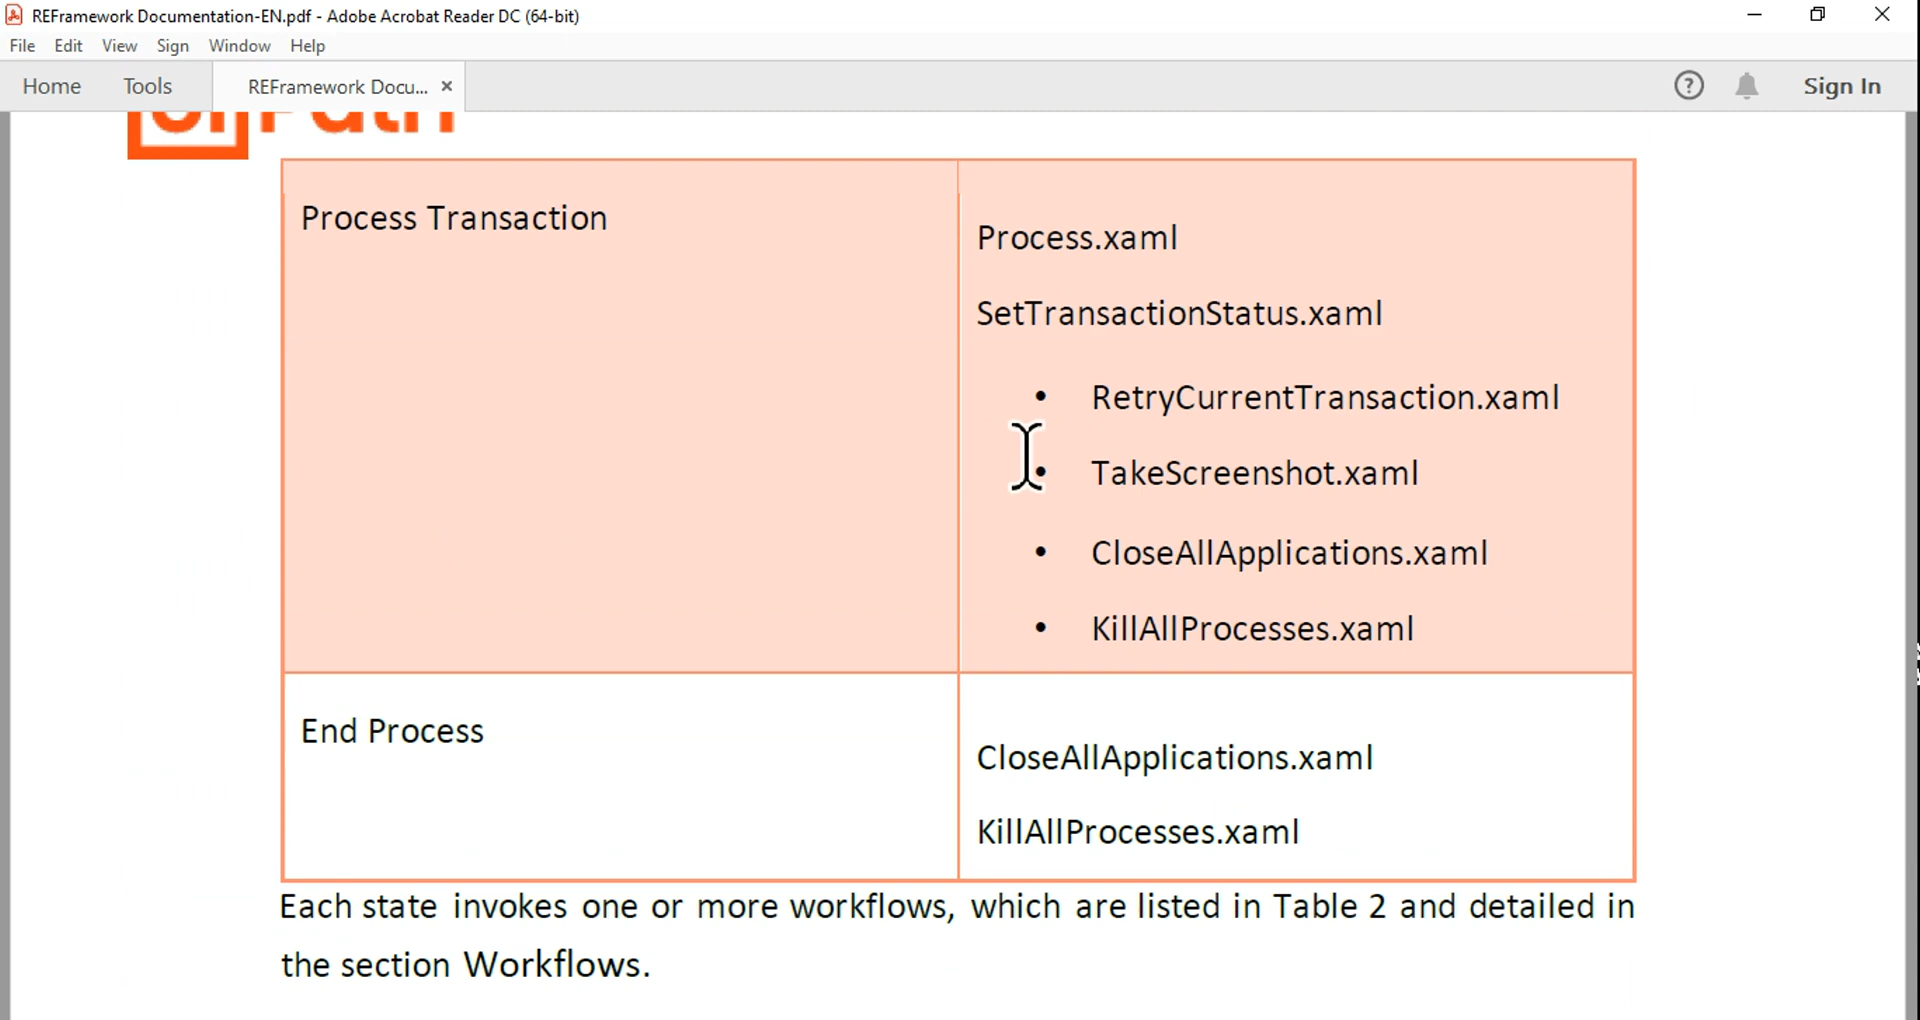 REFramework Documentation-EN.pdf - Adobe Acrobat Reader DC (64-bit)
File Edit View Sign Window Help
Home Tools REFramework Docu... × Sign In
Process Transaction
Process.xaml
SetTransactionStatus.xaml
• RetryCurrentTransaction.xaml
• TakeScreenshot.xaml
• CloseAllApplications.xaml
• KillAllProcesses.xaml
End Process
CloseAllApplications.xaml
KillAllProcesses.xaml
Each state invokes one or more workflows, which are listed in Table 2 and detailed in
the section Workflows.